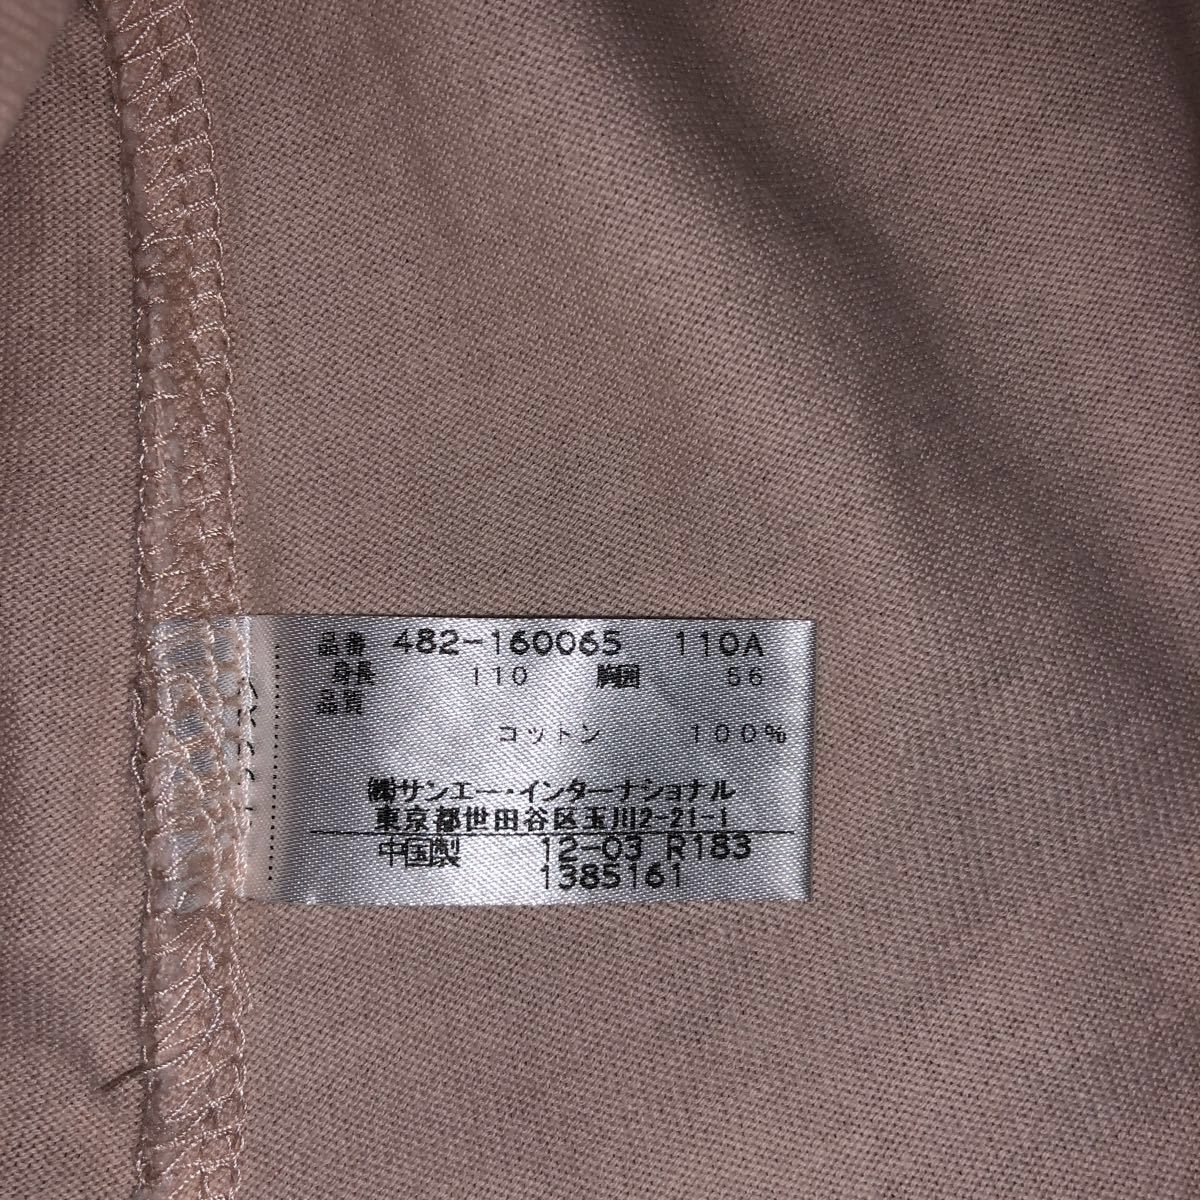 品番 482-160065 110A
身長 110 胸囲 56
品質
コットン 100%
㈱サンエー・インターナショナル
東京都世田谷区玉川2-21-1
中国製 12-03 R183
1385161